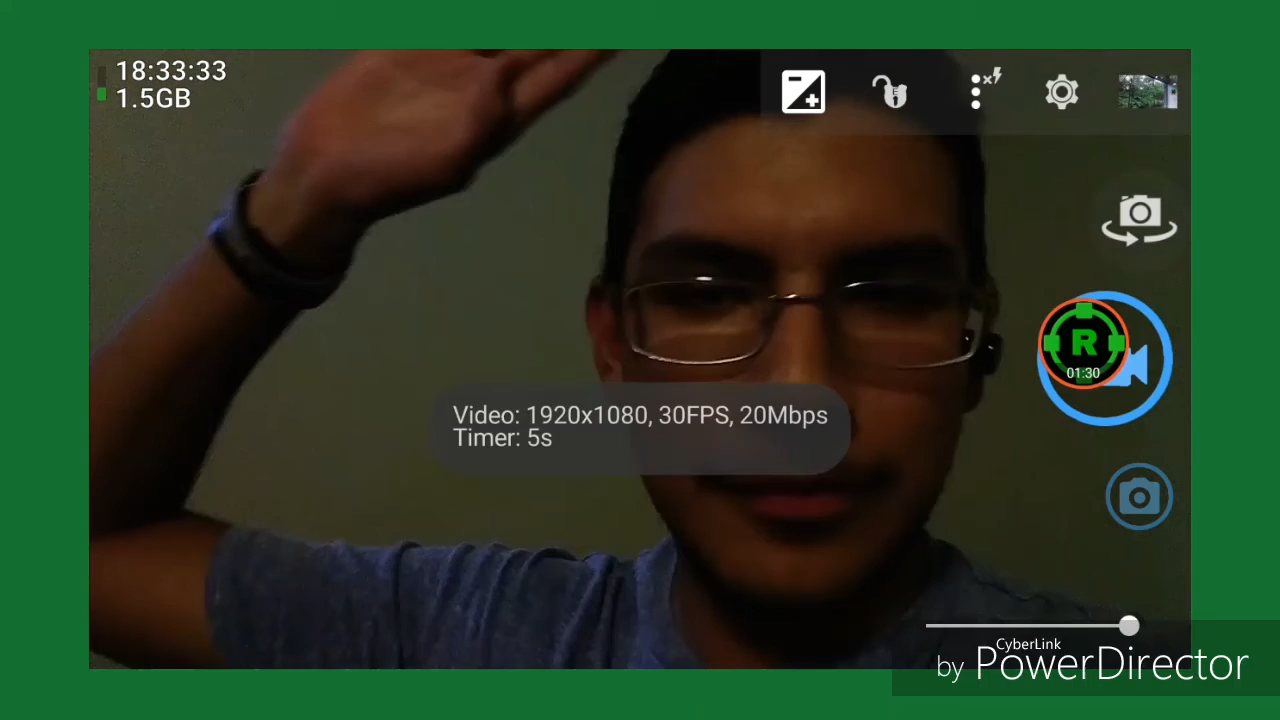 18:33:33
1.5GB
R
01:30
Video: 1920x1080, 30FPS, 20Mbps
Timer: 5s
CyberLink
by PowerDirector